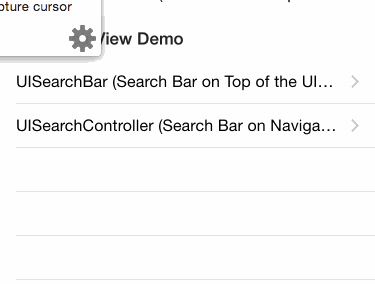 pture cursor
View Demo
UISearchBar (Search Bar on Top of the UI...
UISearchController (Search Bar on Naviga...